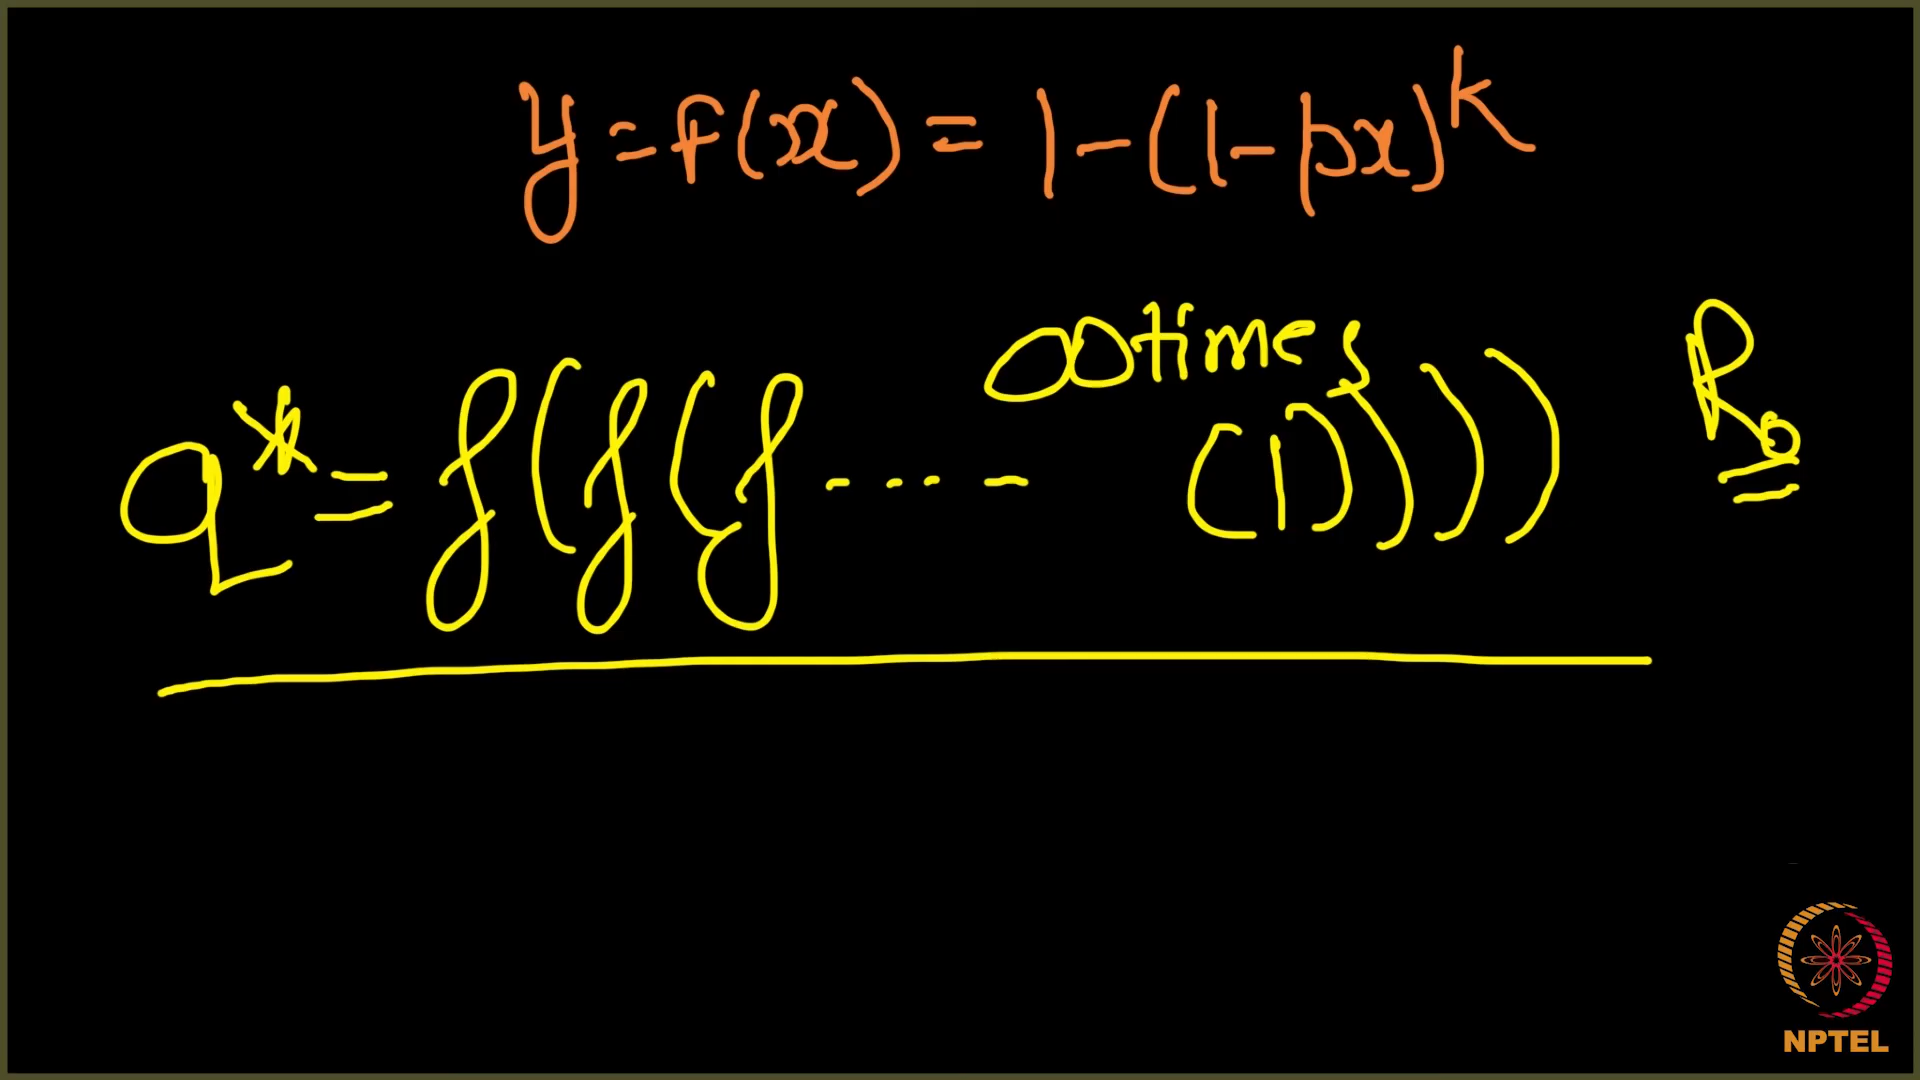 y = f(x) = 1 - (1 - px)^k
∞ times
q* = f(f(f ..... (1)))) R₀
NPTEL